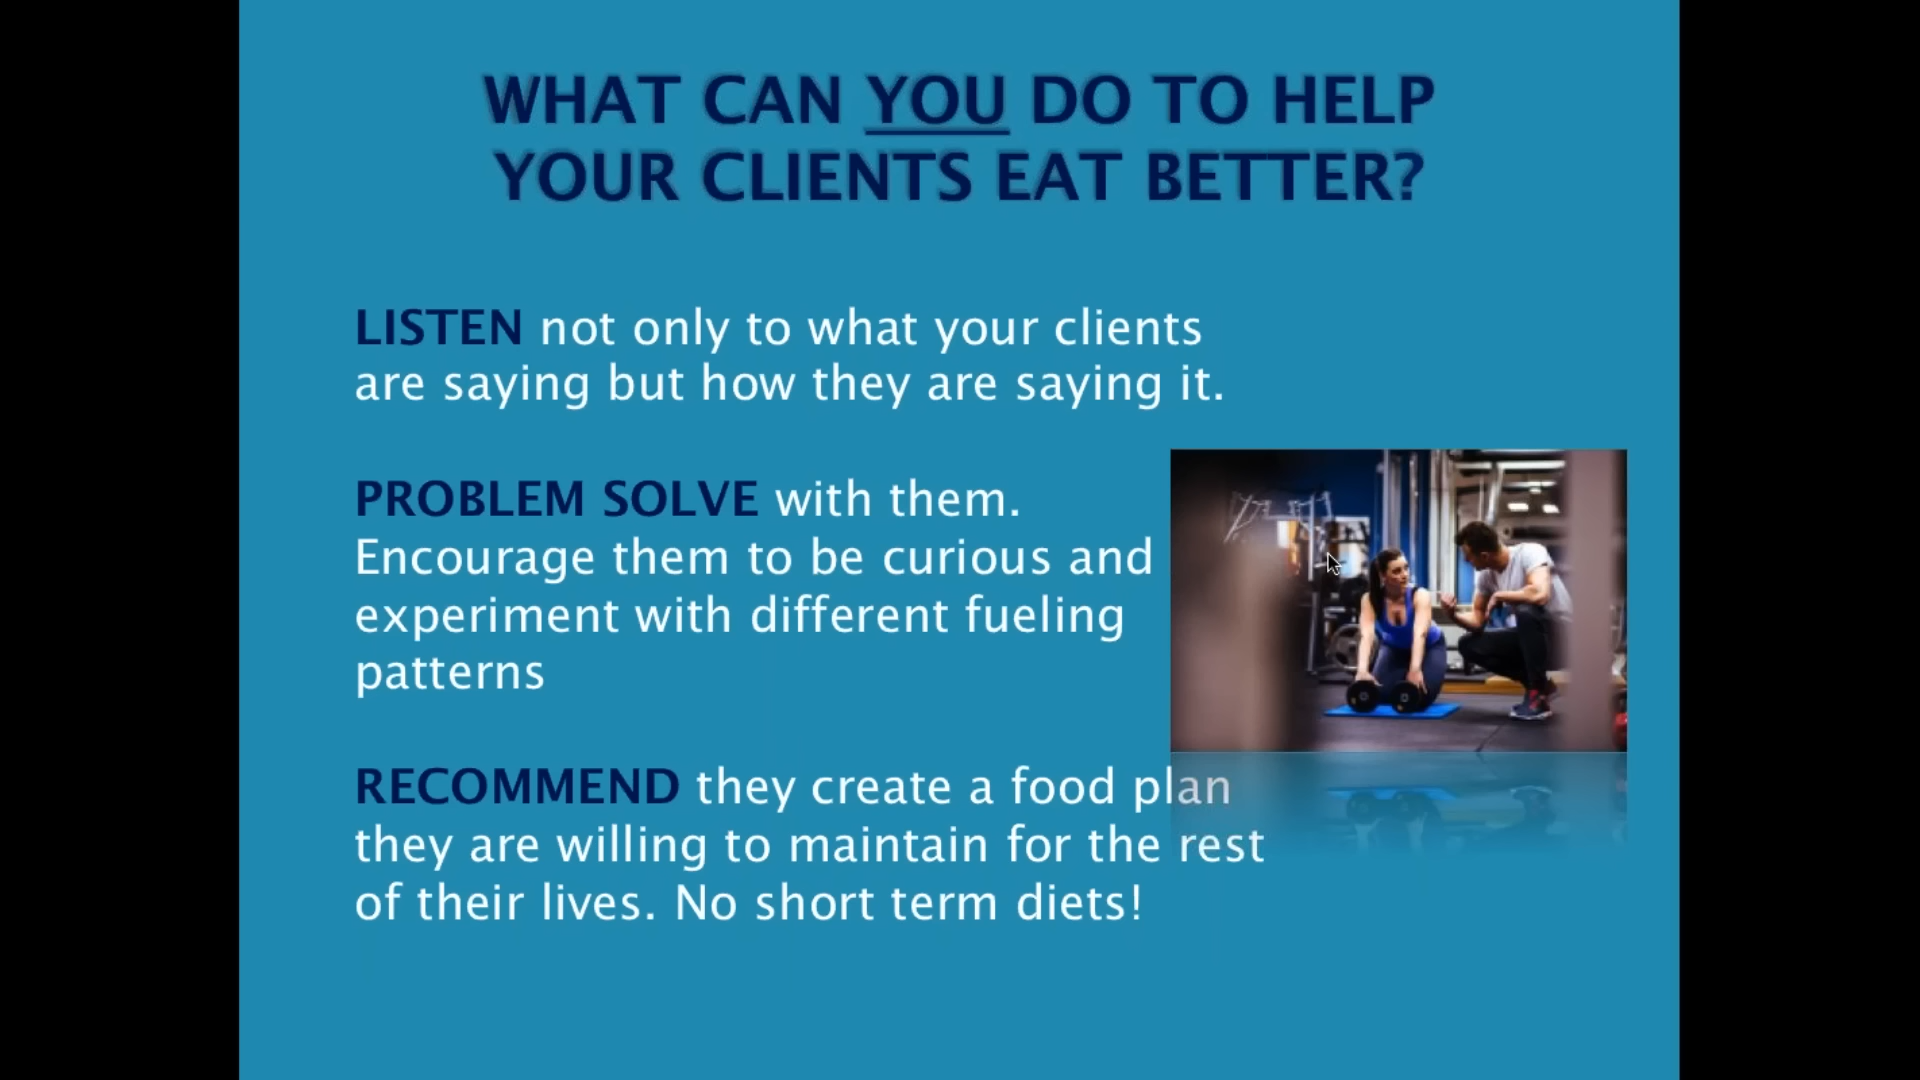 WHAT CAN YOU DO TO HELP
YOUR CLIENTS EAT BETTER?
LISTEN not only to what your clients
are saying but how they are saying it.
PROBLEM SOLVE with them.
Encourage them to be curious and
experiment with different fueling
patterns
RECOMMEND they create a food plan
they are willing to maintain for the rest
of their lives. No short term diets!